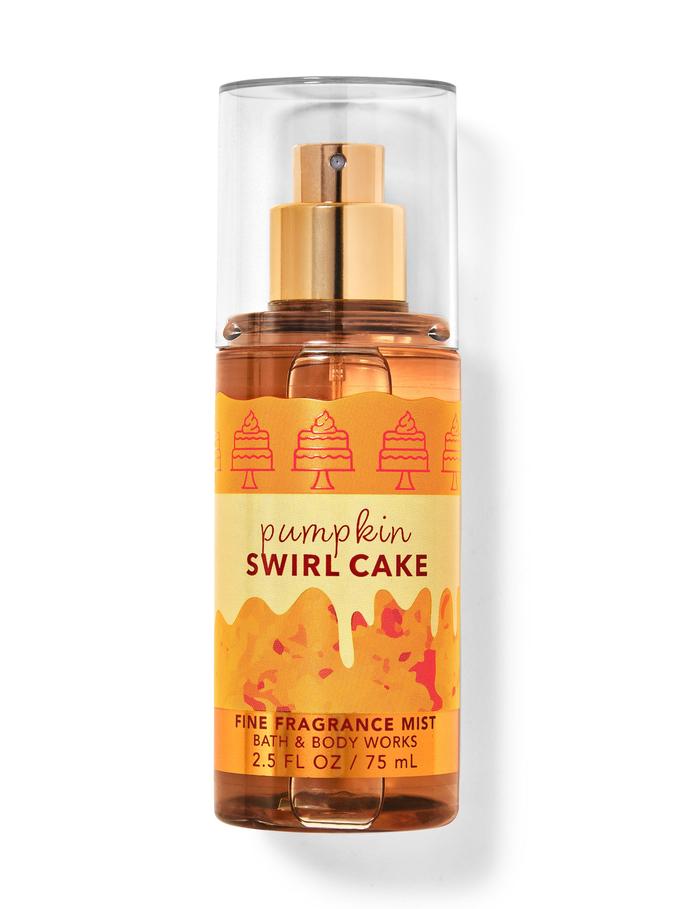 pumpkin
SWIRL CAKE
FINE FRAGRANCE MIST
BATH & BODY WORKS
2.5 FL OZ / 75 mL